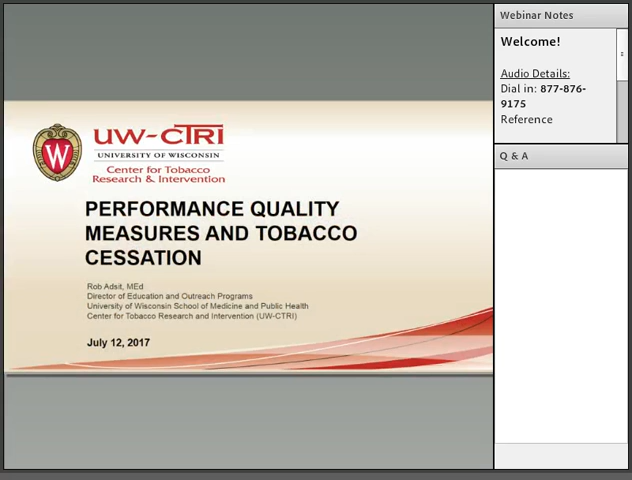 W
UW-CTRI
UNIVERSITY OF WISCONSIN
Center for Tobacco
Research & Intervention
PERFORMANCE QUALITY
MEASURES AND TOBACCO
CESSATION
Rob Adsit, MEd
Director of Education and Outreach Programs
University of Wisconsin School of Medicine and Public Health
Center for Tobacco Research and Intervention (UW-CTRI)
July 12, 2017
Webinar Notes
Welcome!
Audio Details:
Dial in: 877-876-
9175
Reference
Q & A